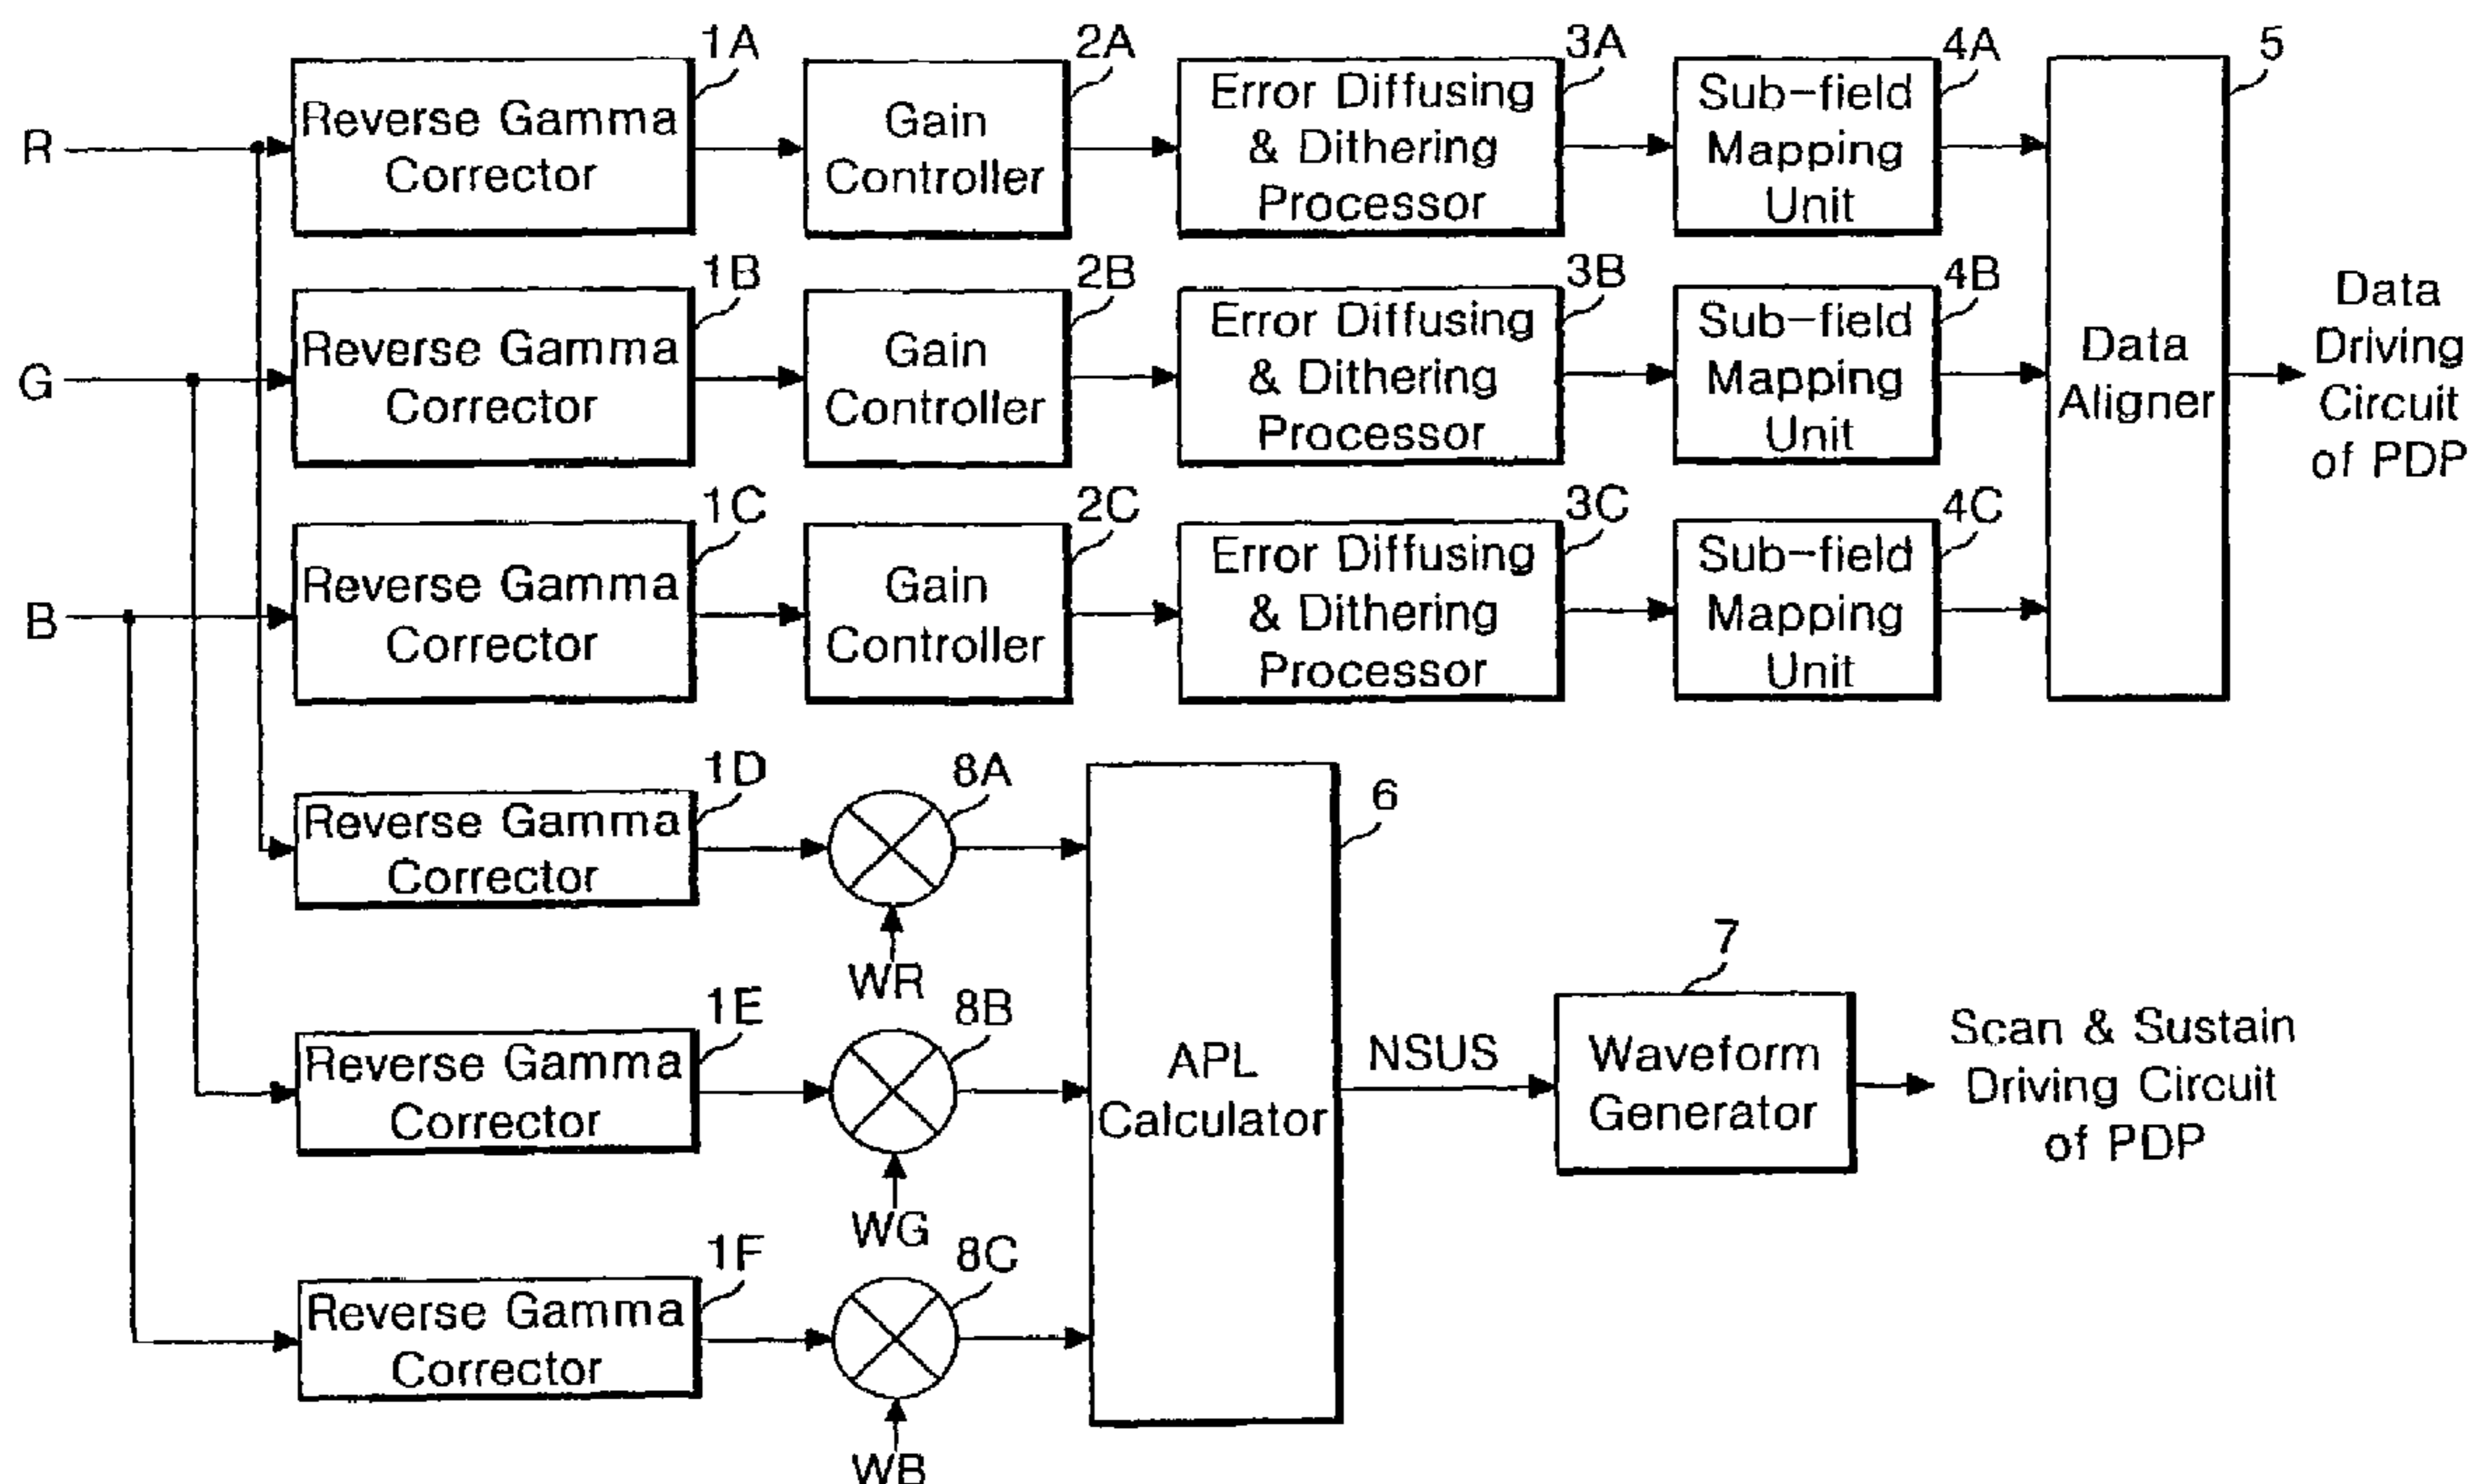 1A
2A
3A
4A
5
R
Reverse Gamma
Corrector
Gain
Controller
Error Diffusing
& Dithering
Processor
Sub-field
Mapping
Unit
1B
2B
3B
4B
G
Reverse Gamma
Corrector
Gain
Controller
Error Diffusing
& Dithering
Processor
Sub-field
Mapping
Unit
Data
Aligner
Data
Driving
Circuit
of PDP
1C
2C
3C
4C
B
Reverse Gamma
Corrector
Gain
Controller
Error Diffusing
& Dithering
Processor
Sub-field
Mapping
Unit
1D
8A
6
Reverse Gamma
Corrector
WR
1E
8B
Reverse Gamma
Corrector
WG
APL
Calculator
NSUS
7
Waveform
Generator
Scan & Sustain
Driving Circuit
of PDP
1F
8C
Reverse Gamma
Corrector
WB